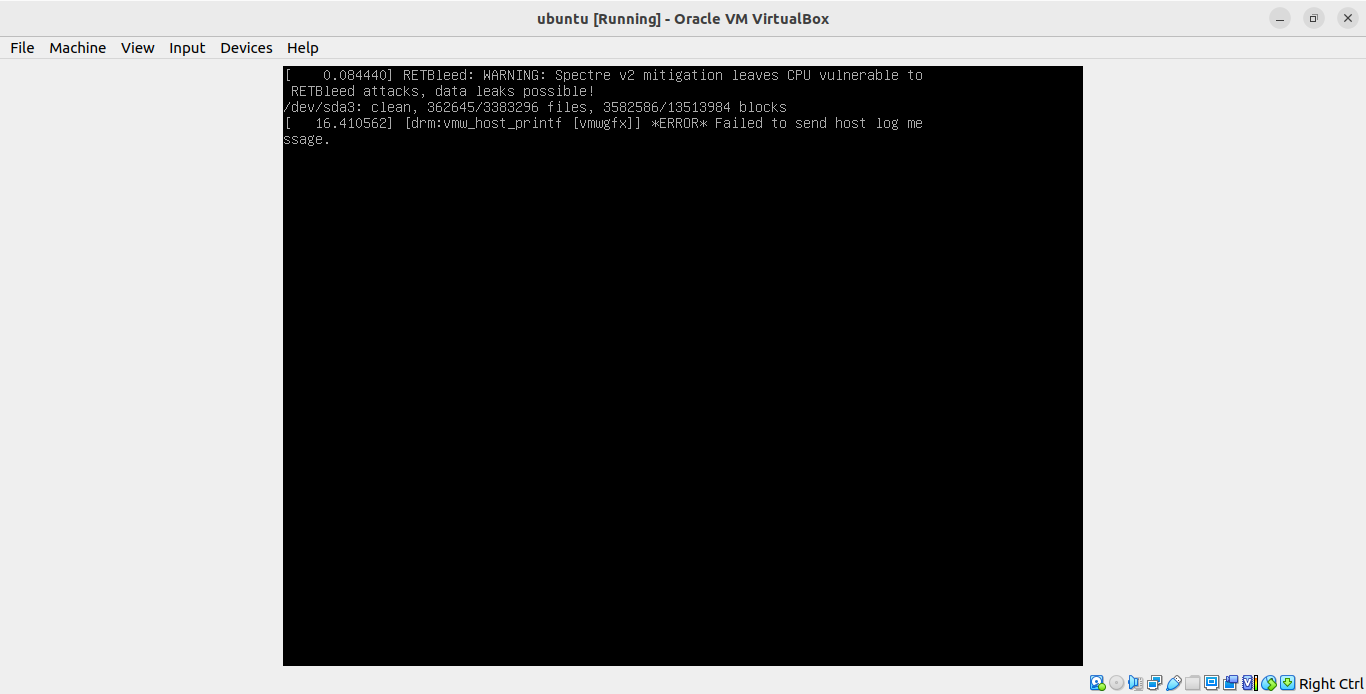 ubuntu [Running] - Oracle VM VirtualBox
File Machine View Input Devices Help
[    0.084440] RETBleed: WARNING: Spectre v2 mitigation leaves CPU vulnerable to
 RETBleed attacks, data leaks possible!
/dev/sda3: clean, 362645/3383296 files, 3582586/13513984 blocks
[   16.410562] [drm:vmw_host_printf [vmwgfx]] *ERROR* Failed to send host log me
ssage.
Right Ctrl